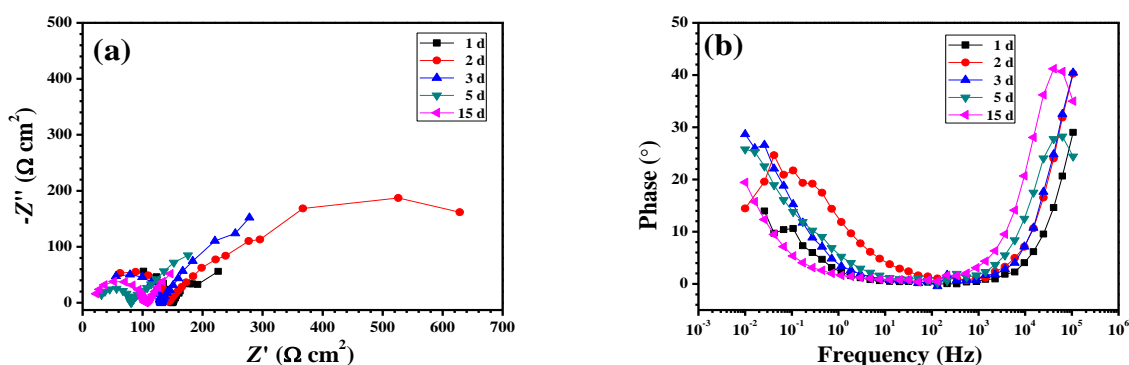 (a)
500
400
300
200
100
0
-Z'' (Ω cm²)
0 100 200 300 400 500 600 700
Z' (Ω cm²)
1 d
2 d
3 d
5 d
15 d
(b)
50
40
30
20
10
0
Phase (°)
10⁻³ 10⁻² 10⁻¹ 10⁰ 10¹ 10² 10³ 10⁴ 10⁵ 10⁶
Frequency (Hz)
1 d
2 d
3 d
5 d
15 d